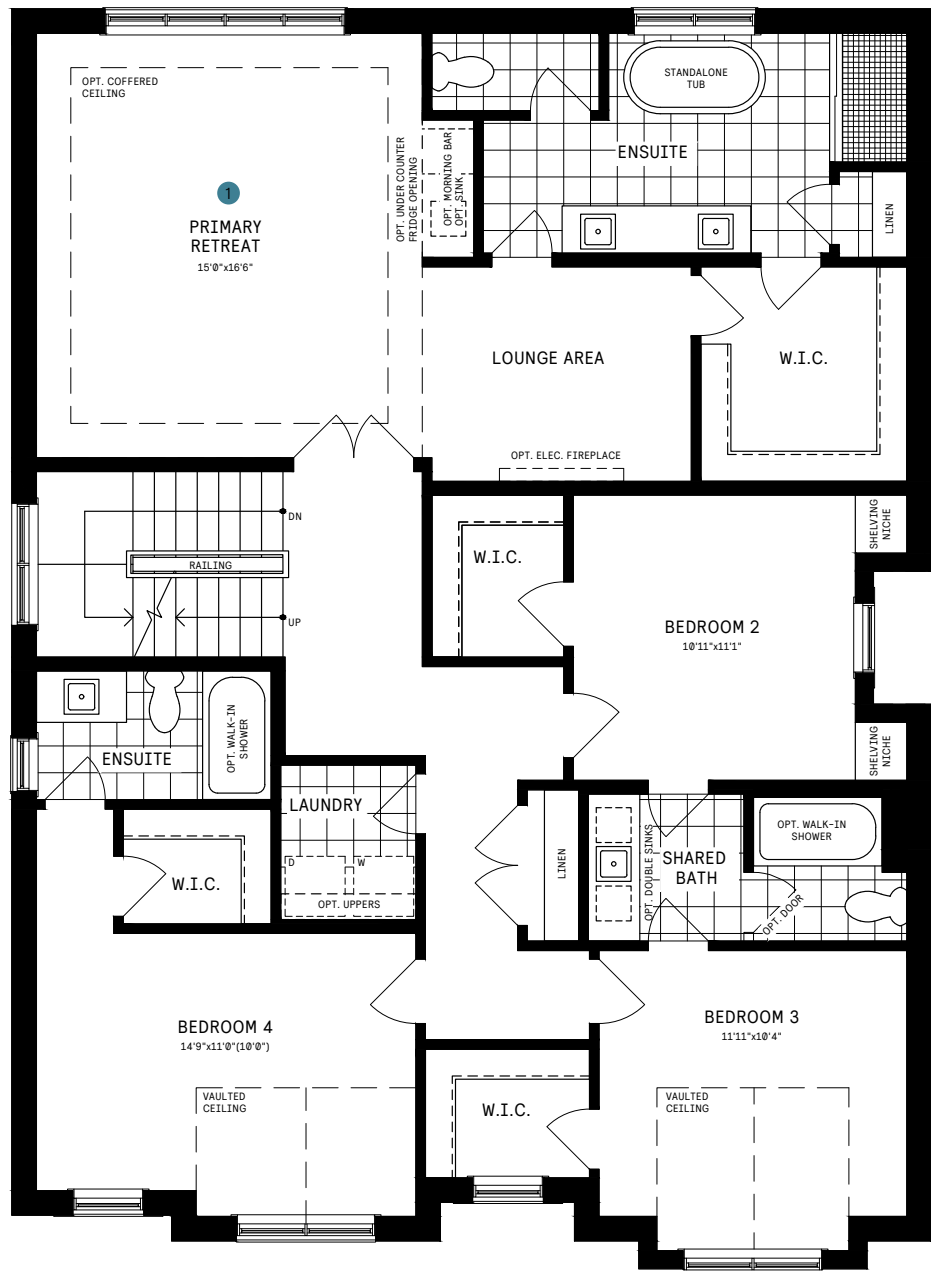 OPT. COFFERED
CEILING
1
PRIMARY
RETREAT
15'0"x16'6"
OPT. UNDER COUNTER
FRIDGE OPENING
OPT. MORNING BAR
OPT. SINK
STANDALONE
TUB
ENSUITE
LINEN
LOUNGE AREA
W.I.C.
OPT. ELEC. FIREPLACE
DN
RAILING
UP
W.I.C.
SHELVING
NICHE
BEDROOM 2
10'11"x11'1"
SHELVING
NICHE
ENSUITE
OPT. WALK-IN
SHOWER
LAUNDRY
D
W
OPT. UPPERS
W.I.C.
LINEN
OPT. DOUBLE SINKS
SHARED
BATH
OPT. WALK-IN
SHOWER
OPT. DOOR
BEDROOM 4
14'9"x11'0"(10'0")
VAULTED
CEILING
W.I.C.
BEDROOM 3
11'11"x10'4"
VAULTED
CEILING